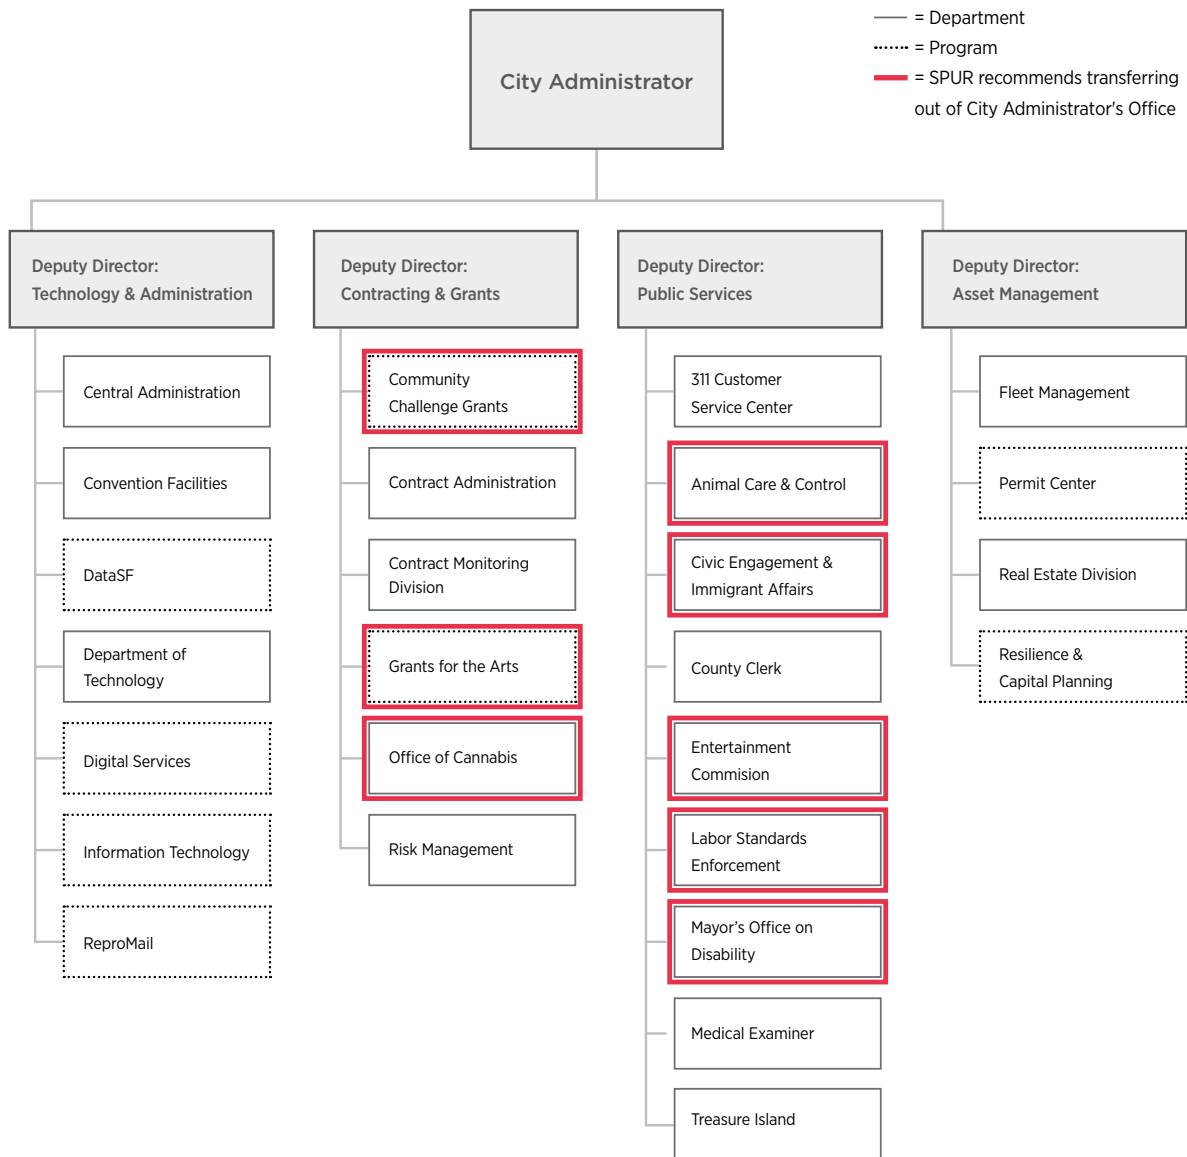 = Department
= Program
= SPUR recommends transferring
out of City Administrator's Office
City Administrator
Deputy Director:
Technology & Administration
Central Administration
Convention Facilities
DataSF
Department of
Technology
Digital Services
Information Technology
ReproMail
Deputy Director:
Contracting & Grants
Community
Challenge Grants
Contract Administration
Contract Monitoring
Division
Grants for the Arts
Office of Cannabis
Risk Management
Deputy Director:
Public Services
311 Customer
Service Center
Animal Care & Control
Civic Engagement &
Immigrant Affairs
County Clerk
Entertainment
Commision
Labor Standards
Enforcement
Mayor’s Office on
Disability
Medical Examiner
Treasure Island
Deputy Director:
Asset Management
Fleet Management
Permit Center
Real Estate Division
Resilience &
Capital Planning